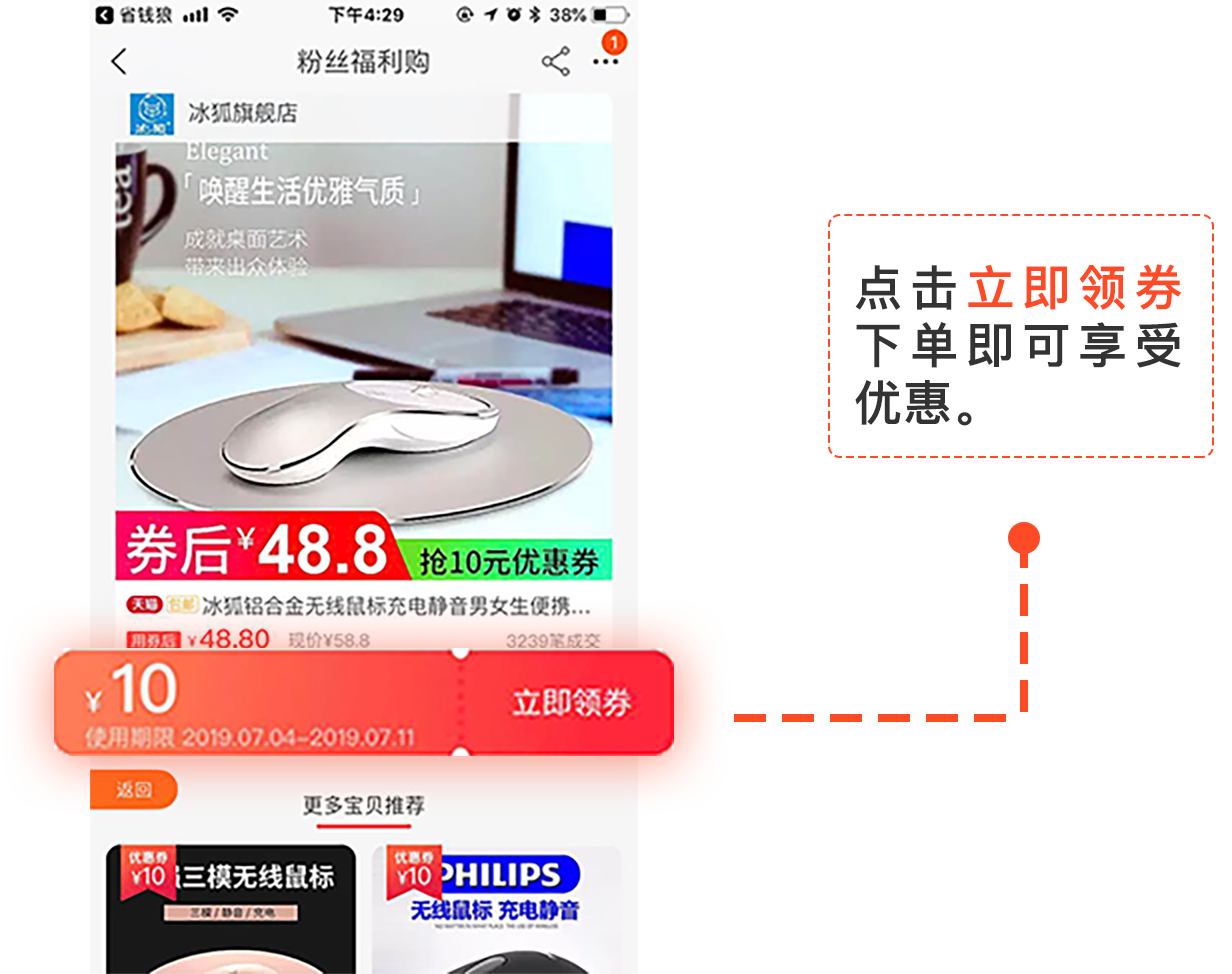 省钱狼
下午4:29
38%
粉丝福利购
1
冰狐旗舰店
Elegant
「唤醒生活优雅气质」
成就桌面艺术
带来出众体验
tea
券后¥48.8
抢10元优惠券
天猫 包邮 冰狐铝合金无线鼠标充电静音男女生便携...
用券后 ¥48.80 现价¥58.8 3239笔成交
¥10
使用期限 2019.07.04-2019.07.11
立即领券
返回
更多宝贝推荐
优惠券
¥10
三模无线鼠标
三模/静音/充电
优惠券
¥10
PHILIPS
无线鼠标 充电静音
点击立即领券
下单即可享受
优惠。